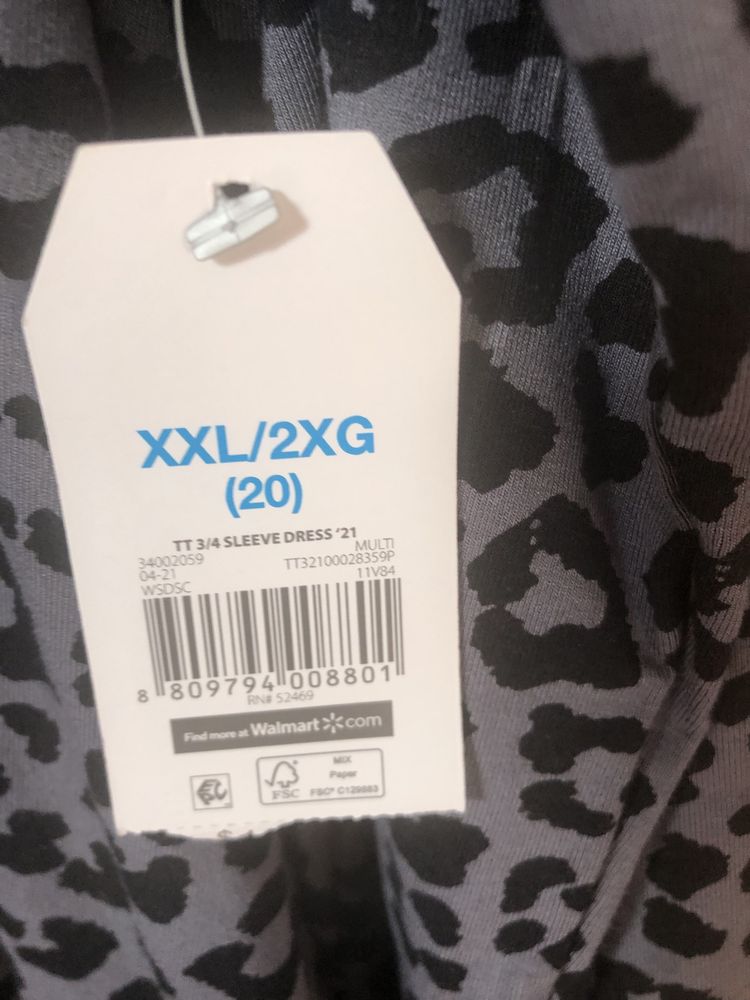 XXL/2XG
(20)
TT 3/4 SLEEVE DRESS '21
34002059 MULTI
04-21 TT32100028359P
WSDSC 11V84
8 809794 008801
RN# 52469
Find more at Walmart com
MIX
Paper
FSC FSC® C129883